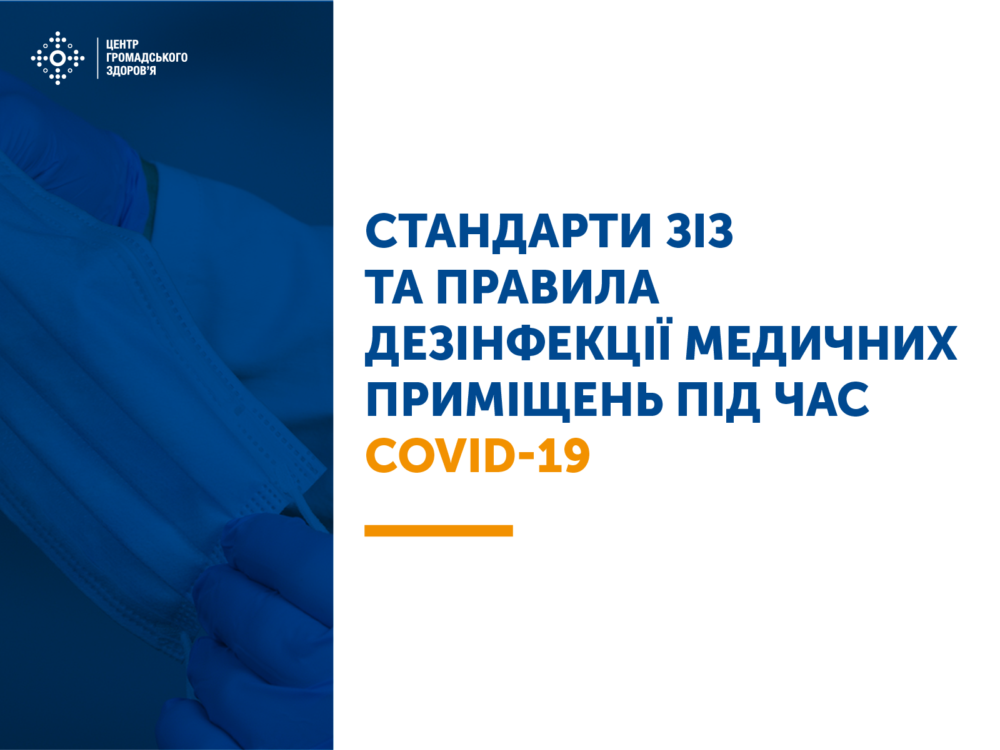 ЦЕНТР
ГРОМАДСЬКОГО
ЗДОРОВ'Я
СТАНДАРТИ ЗІЗ
ТА ПРАВИЛА
ДЕЗІНФЕКЦІЇ МЕДИЧНИХ
ПРИМІЩЕНЬ ПІД ЧАС
COVID-19